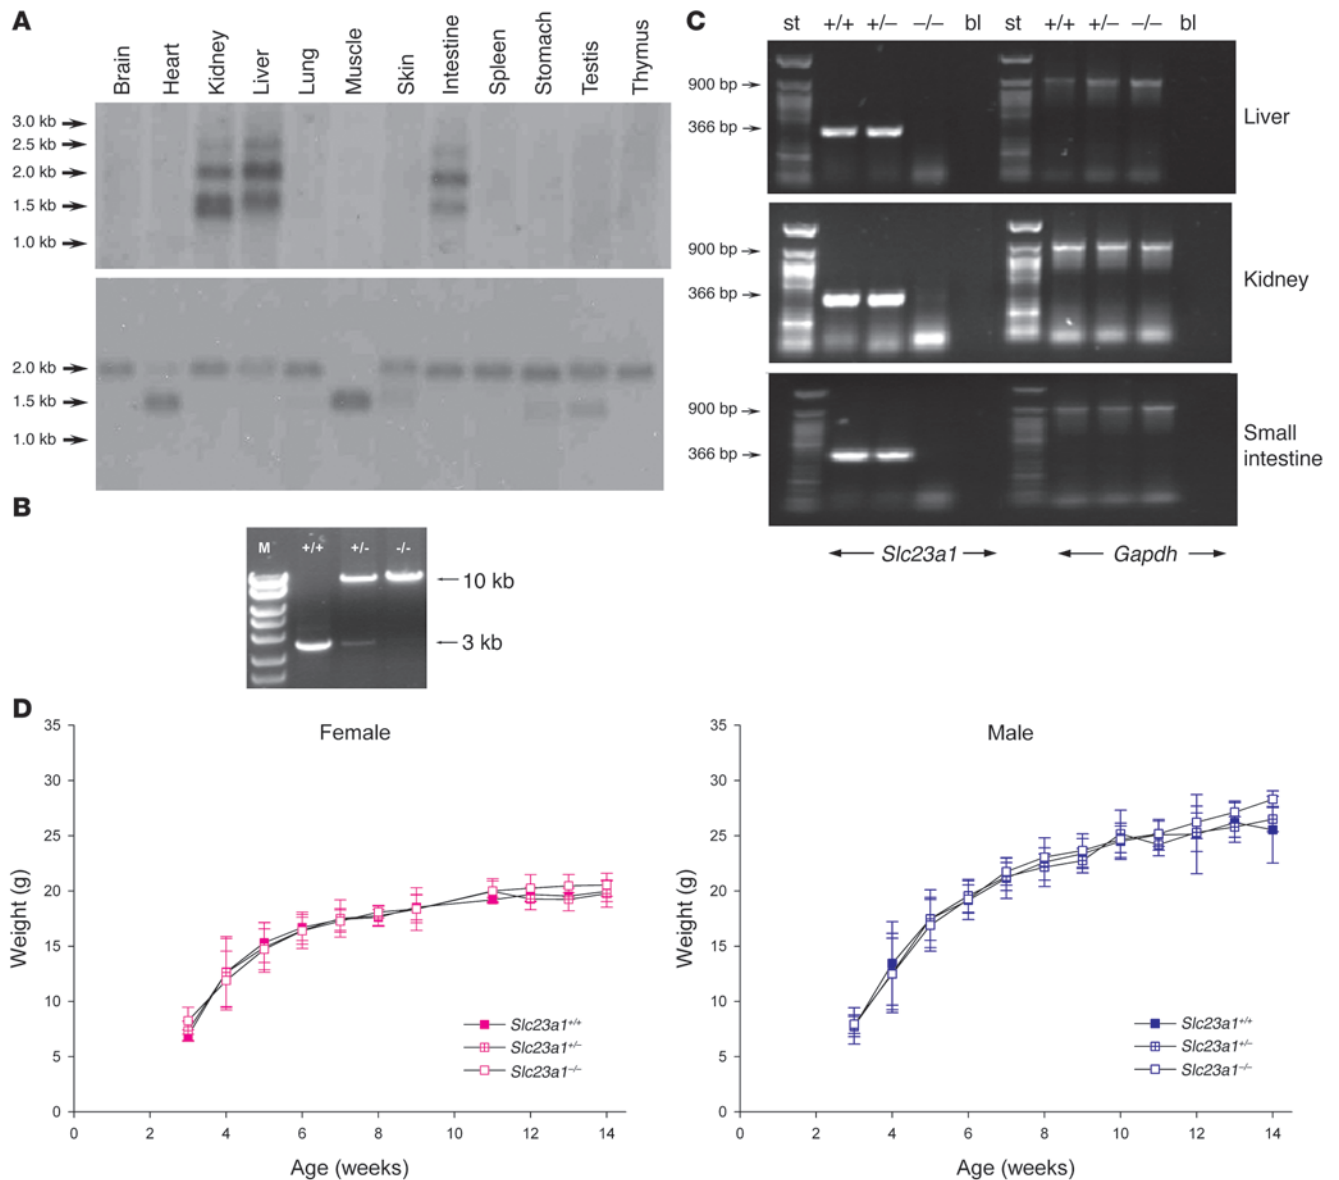 A
Brain
Heart
Kidney
Liver
Lung
Muscle
Skin
Intestine
Spleen
Stomach
Testis
Thymus
3.0 kb
2.5 kb
2.0 kb
1.5 kb
1.0 kb
2.0 kb
1.5 kb
1.0 kb
B
M +/+ +/- -/-
10 kb
3 kb
C
st +/+ +/– –/– bl st +/+ +/– –/– bl
900 bp
366 bp
Liver
900 bp
366 bp
Kidney
900 bp
366 bp
Small
intestine
Slc23a1 Gapdh
D
Female
Weight (g)
35
30
25
20
15
10
5
0
0 2 4 6 8 10 12 14
Age (weeks)
Slc23a1+/+
Slc23a1+/–
Slc23a1–/–
Male
Weight (g)
35
30
25
20
15
10
5
0
0 2 4 6 8 10 12 14
Age (weeks)
Slc23a1+/+
Slc23a1+/–
Slc23a1–/–